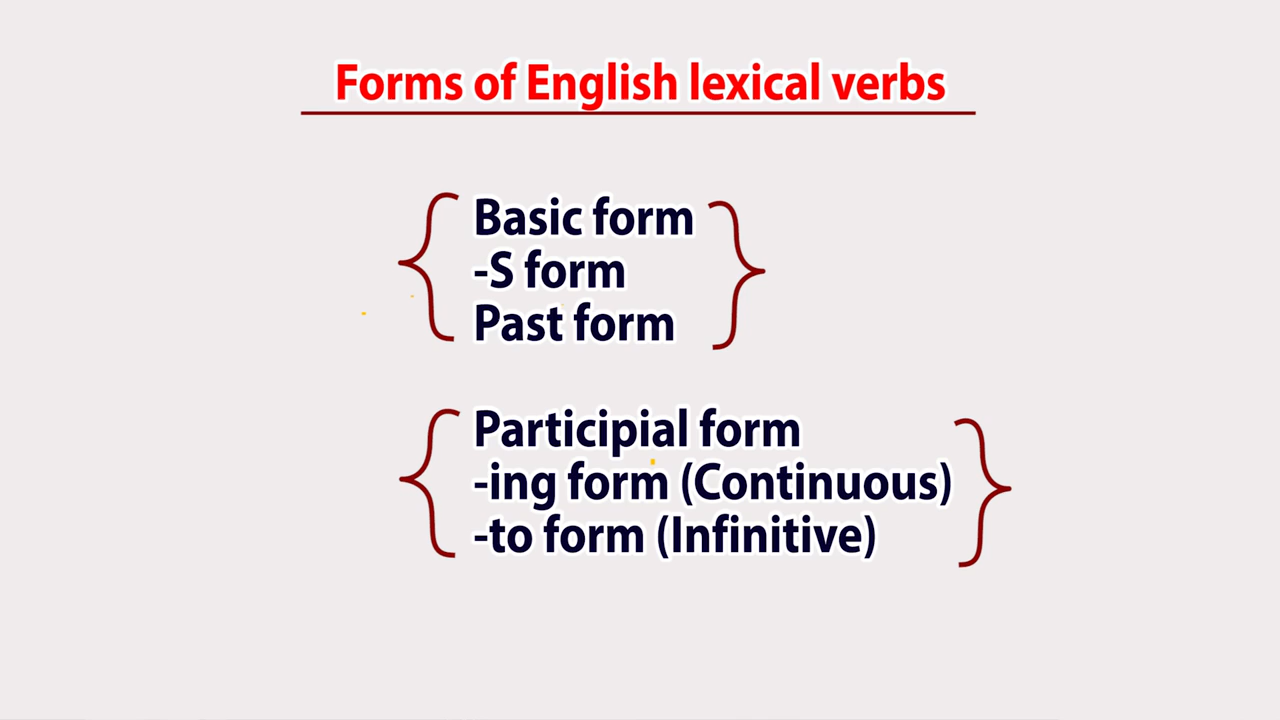 Forms of English lexical verbs
Basic form
-S form
Past form
Participial form
-ing form (Continuous)
-to form (Infinitive)